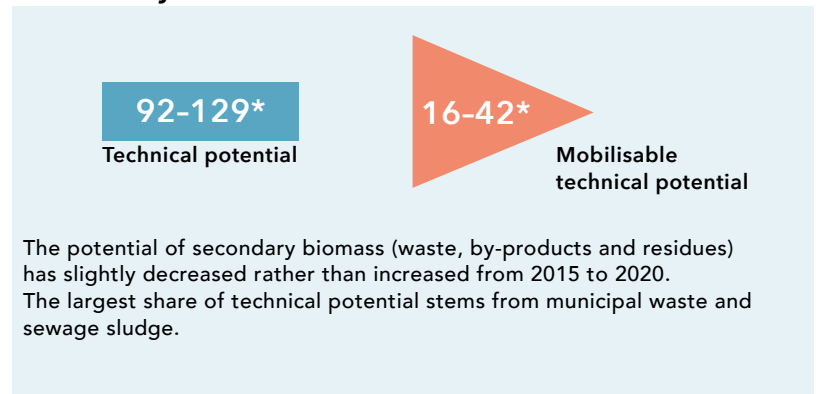 92–129*
Technical potential
16–42*
Mobilisable
technical potential
The potential of secondary biomass (waste, by-products and residues)
has slightly decreased rather than increased from 2015 to 2020.
The largest share of technical potential stems from municipal waste and
sewage sludge.